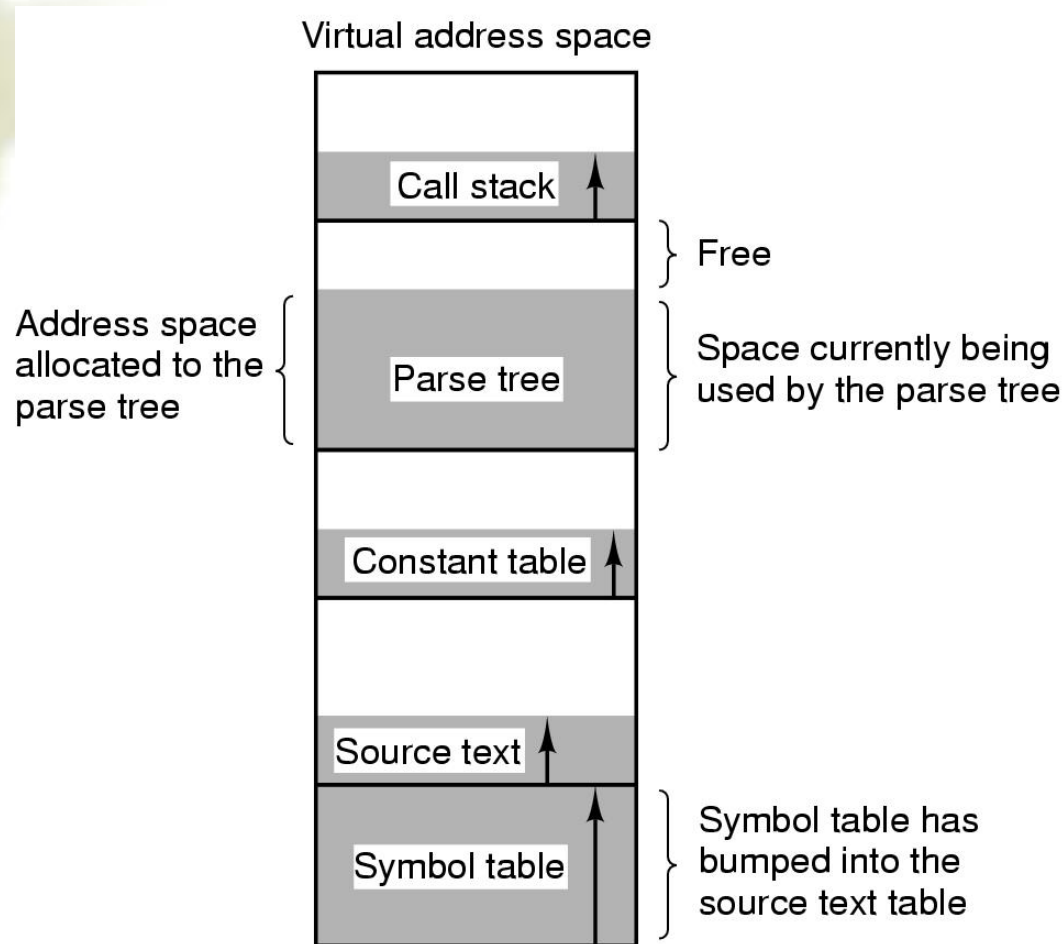 Virtual address space
Call stack
Free
Address space
allocated to the
parse tree
Parse tree
Space currently being
used by the parse tree
Constant table
Source text
Symbol table
Symbol table has
bumped into the
source text table